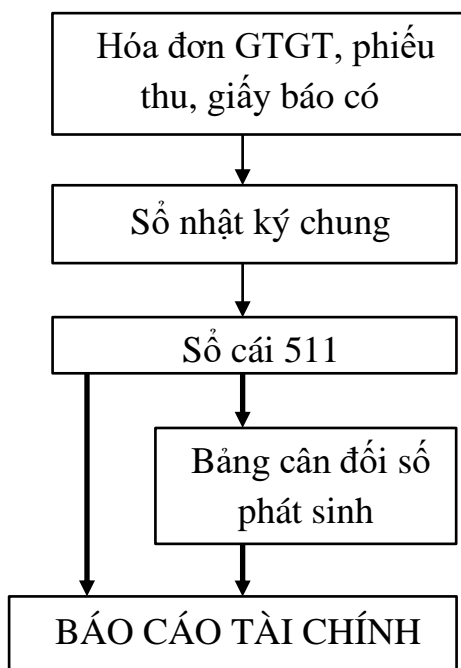 Hóa đơn GTGT, phiếu
thu, giấy báo có
Sổ nhật ký chung
Sổ cái 511
Bảng cân đối số
phát sinh
BÁO CÁO TÀI CHÍNH